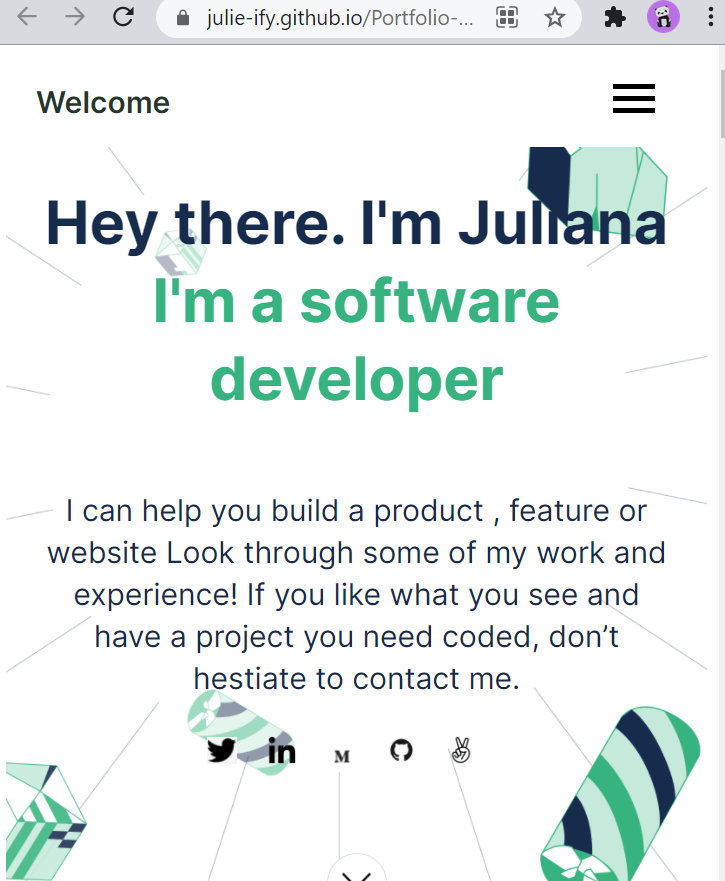 julie-ify.github.io/Portfolio-...
Welcome
Hey there. I'm Juliana
I'm a software
developer
I can help you build a product , feature or
website Look through some of my work and
experience! If you like what you see and
have a project you need coded, don’t
hestiate to contact me.
in
M